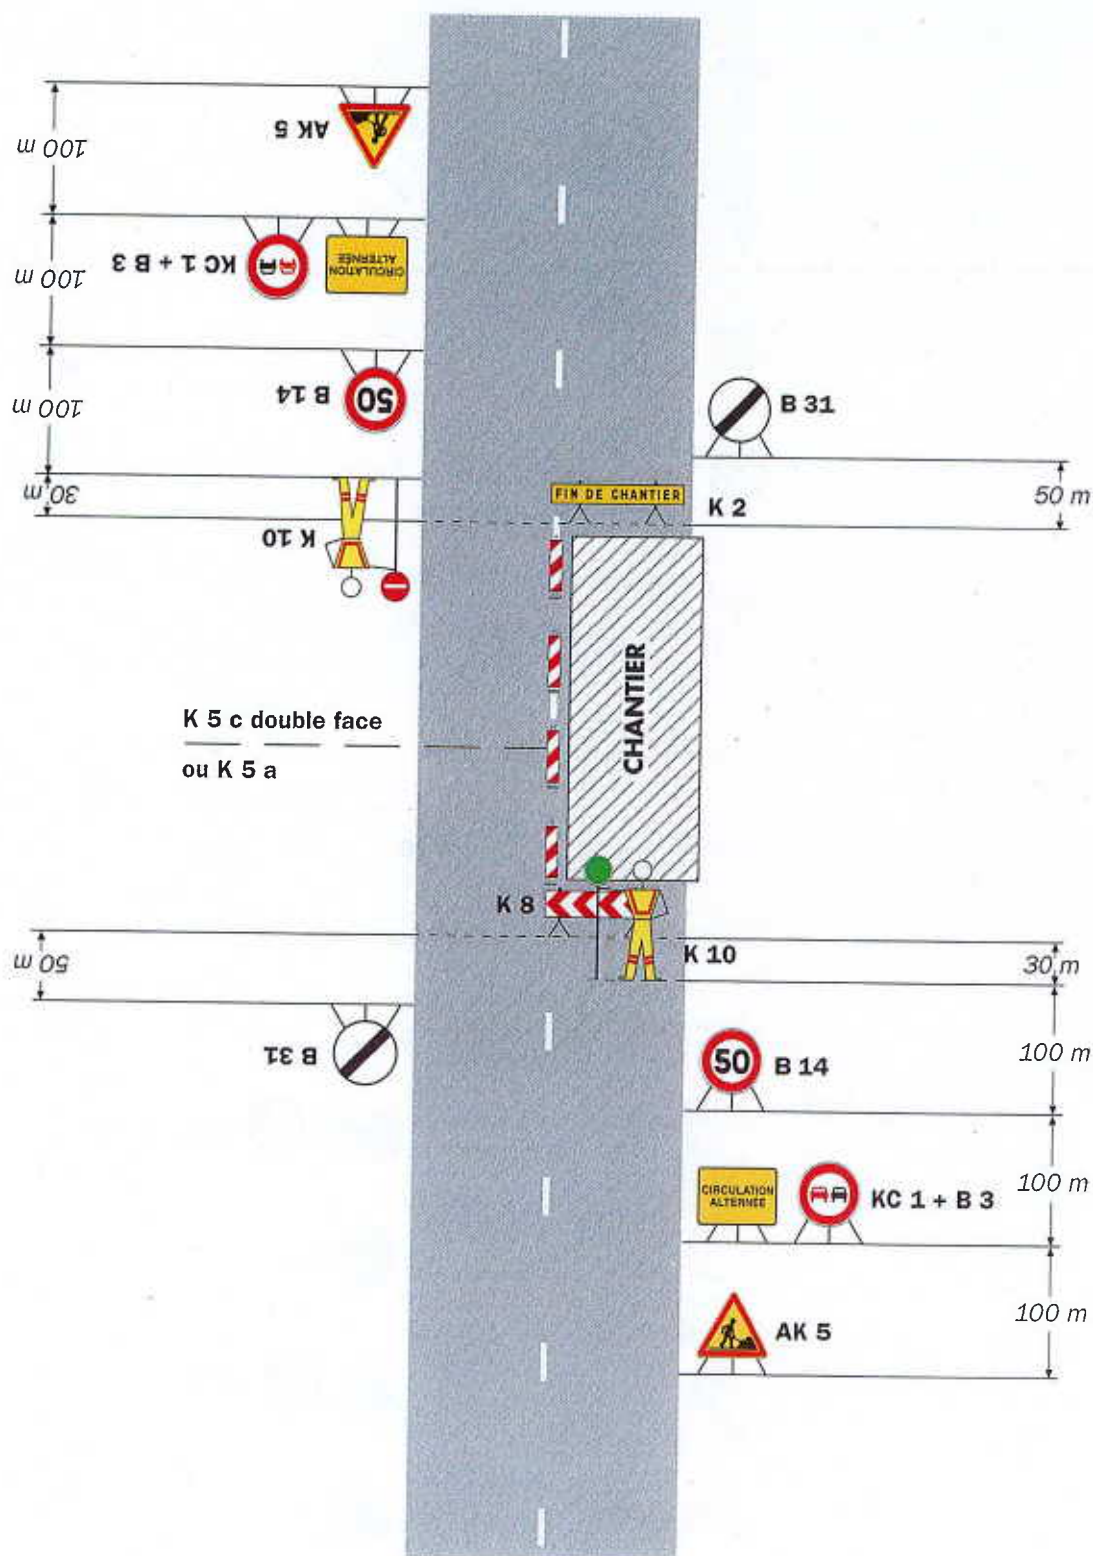 AK 5
100 m
KC 1 + B 3
CIRCULATION
ALTERNÉE
100 m
B 14
50
100 m
B 31
FIN DE CHANTIER
K 2
50 m
30 m
K 10
CHANTIER
K 5 c double face
ou K 5 a
K 8
K 10
30 m
50 m
B 31
50
B 14
100 m
CIRCULATION
ALTERNÉE
KC 1 + B 3
100 m
AK 5
100 m